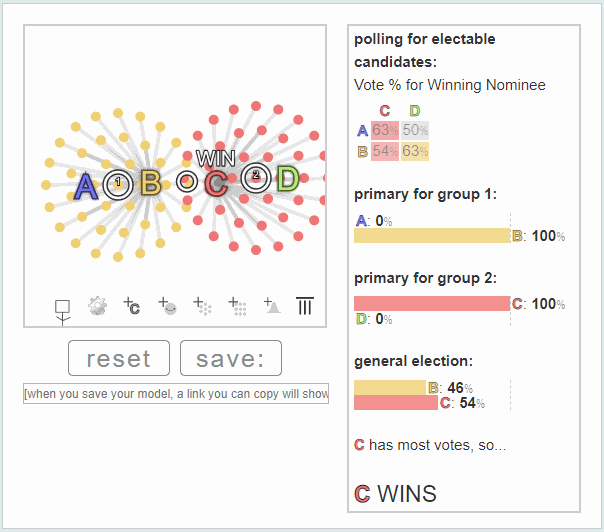 polling for electable
candidates:
Vote % for Winning Nominee
C D
A 63% 50%
B 54% 63%
primary for group 1:
A: 0%
B: 100%
primary for group 2:
C: 100%
D: 0%
general election:
B: 46%
C: 54%
C has most votes, so...
C WINS
WIN
A 1 B C 2 D
+C + + + +
reset save:
[when you save your model, a link you can copy will show